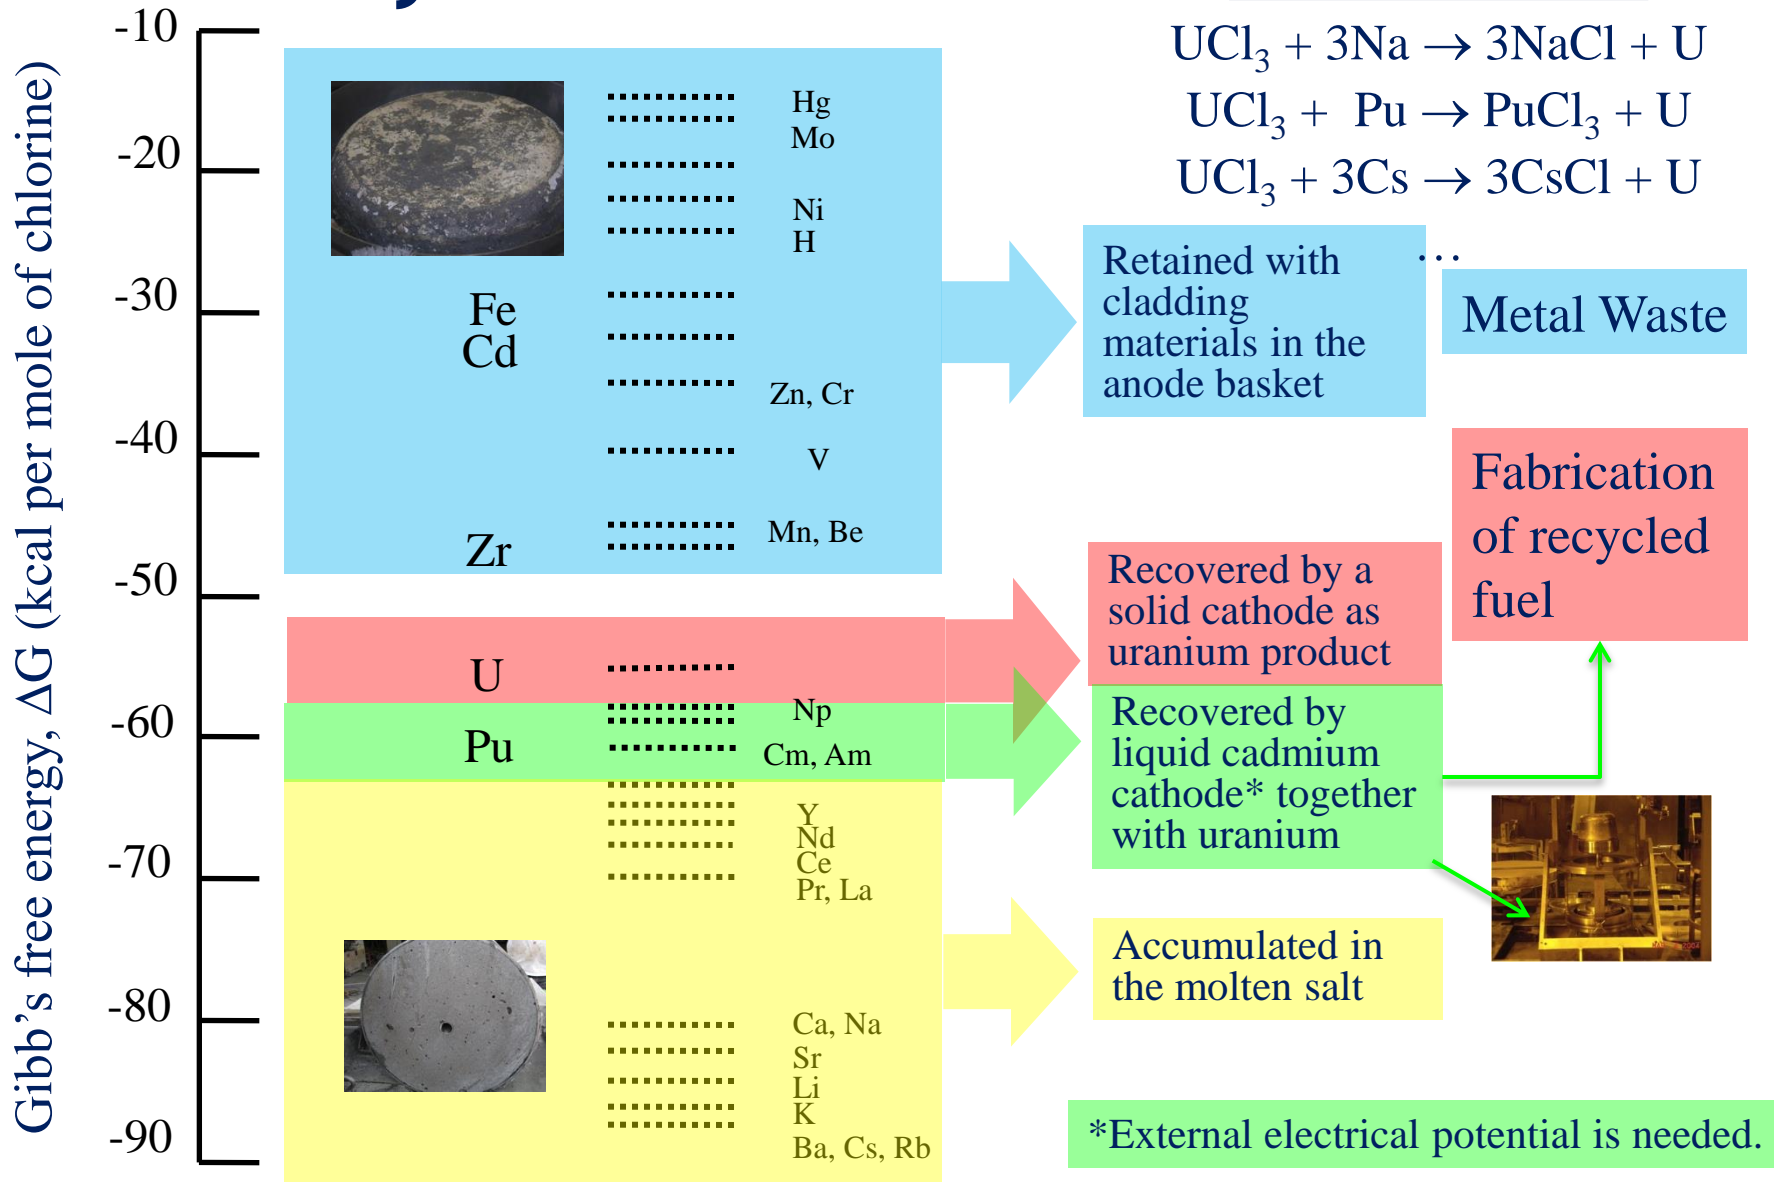 UCl₃ + 3Na → 3NaCl + U
UCl₃ + Pu → PuCl₃ + U
UCl₃ + 3Cs → 3CsCl + U
…
Gibb's free energy, ΔG (kcal per mole of chlorine)
-10
-20
-30
-40
-50
-60
-70
-80
-90
Hg
Mo
Ni
H
Fe
Cd
Zn, Cr
V
Mn, Be
Zr
U
Np
Pu
Cm, Am
Y
Nd
Ce
Pr, La
Ca, Na
Sr
Li
K
Ba, Cs, Rb
Retained with
cladding
materials in the
anode basket
Metal Waste
Recovered by a
solid cathode as
uranium product
Fabrication
of recycled
fuel
Recovered by
liquid cadmium
cathode* together
with uranium
Accumulated in
the molten salt
*External electrical potential is needed.